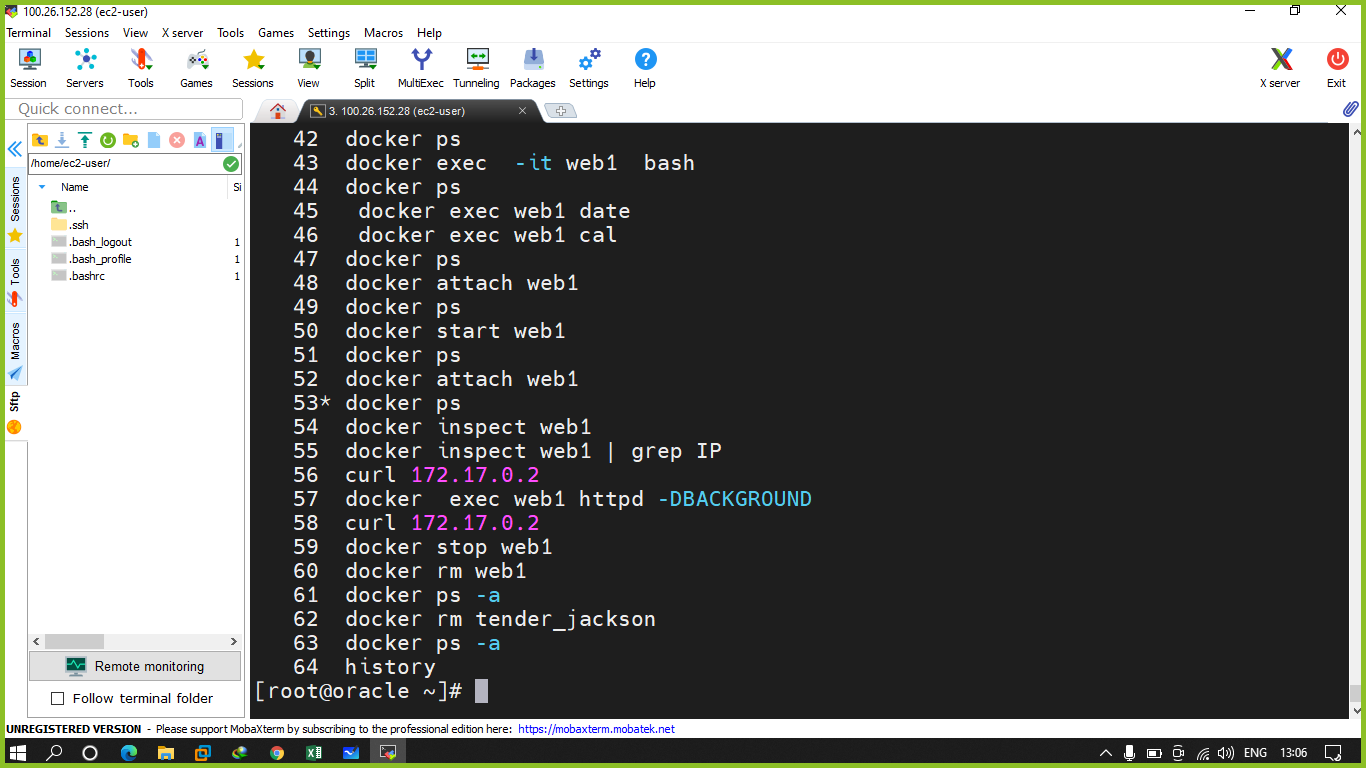 100.26.152.28 (ec2-user)
Terminal Sessions View X server Tools Games Settings Macros Help
Session Servers Tools Games Sessions View Split MultiExec Tunneling Packages Settings Help X server Exit
Quick connect...
3. 100.26.152.28 (ec2-user)
/home/ec2-user/
Name Si
..
.ssh
.bash_logout 1
.bash_profile 1
.bashrc 1
Sessions
Tools
Macros
Sftp
42 docker ps
43 docker exec -it web1 bash
44 docker ps
45 docker exec web1 date
46 docker exec web1 cal
47 docker ps
48 docker attach web1
49 docker ps
50 docker start web1
51 docker ps
52 docker attach web1
53* docker ps
54 docker inspect web1
55 docker inspect web1 | grep IP
56 curl 172.17.0.2
57 docker exec web1 httpd -DBACKGROUND
58 curl 172.17.0.2
59 docker stop web1
60 docker rm web1
61 docker ps -a
62 docker rm tender_jackson
63 docker ps -a
64 history
[root@oracle ~]#
Remote monitoring
Follow terminal folder
UNREGISTERED VERSION - Please support MobaXterm by subscribing to the professional edition here: https://mobaxterm.mobatek.net
ENG 13:06